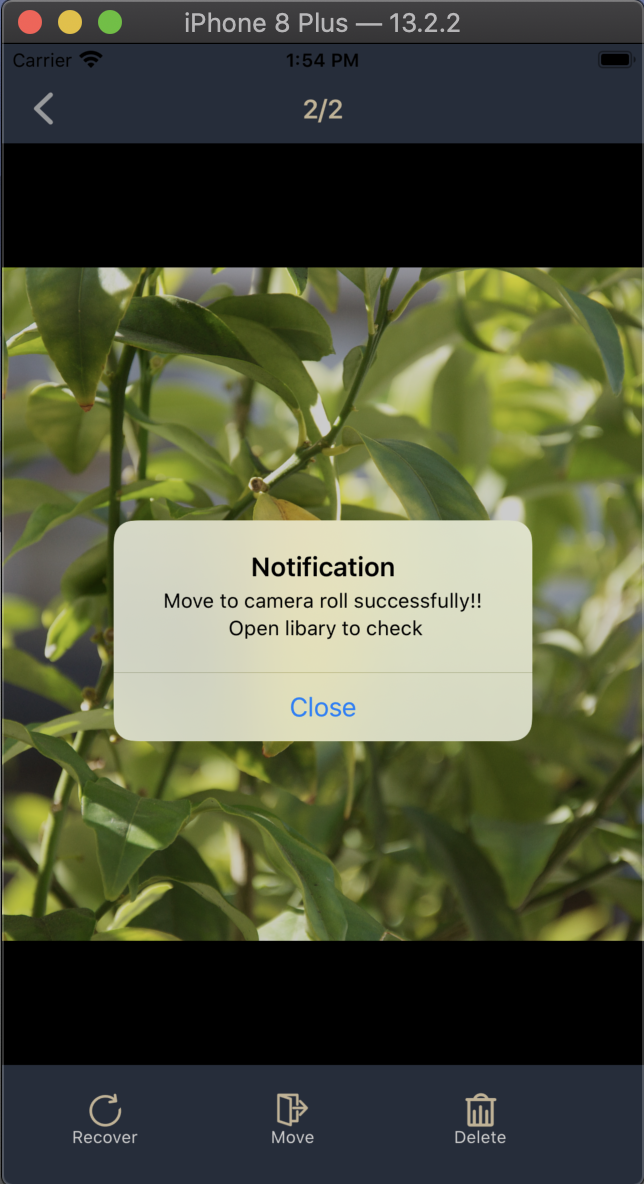 iPhone 8 Plus — 13.2.2
Carrier 1:54 PM
2/2
Notification
Move to camera roll successfully!!
Open libary to check
Close
Recover Move Delete